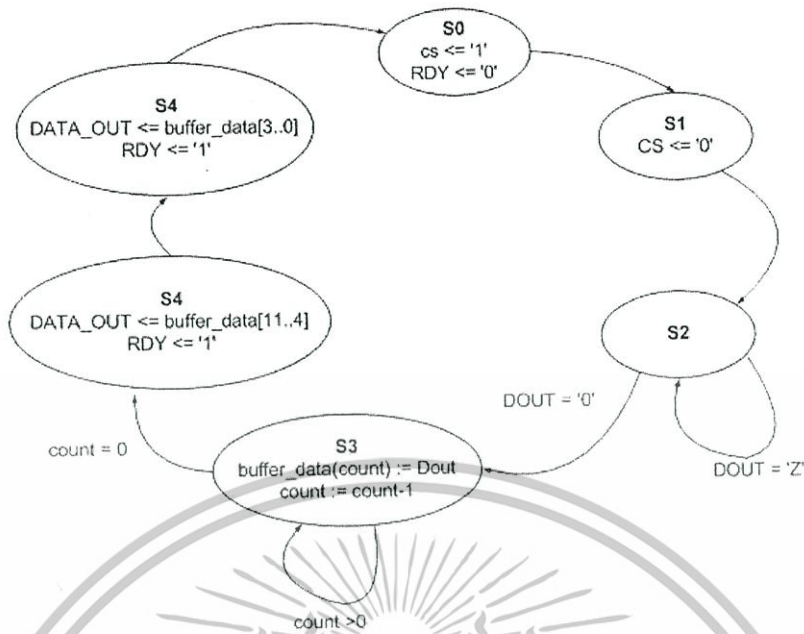 S0
cs <= '1'
RDY <= '0'
S1
CS <= '0'
S2
DOUT = 'Z'
DOUT = '0'
S3
buffer_data(count) := Dout
count := count-1
count >0
count = 0
S4
DATA_OUT <= buffer_data[11..4]
RDY <= '1'
S4
DATA_OUT <= buffer_data[3..0]
RDY <= '1'